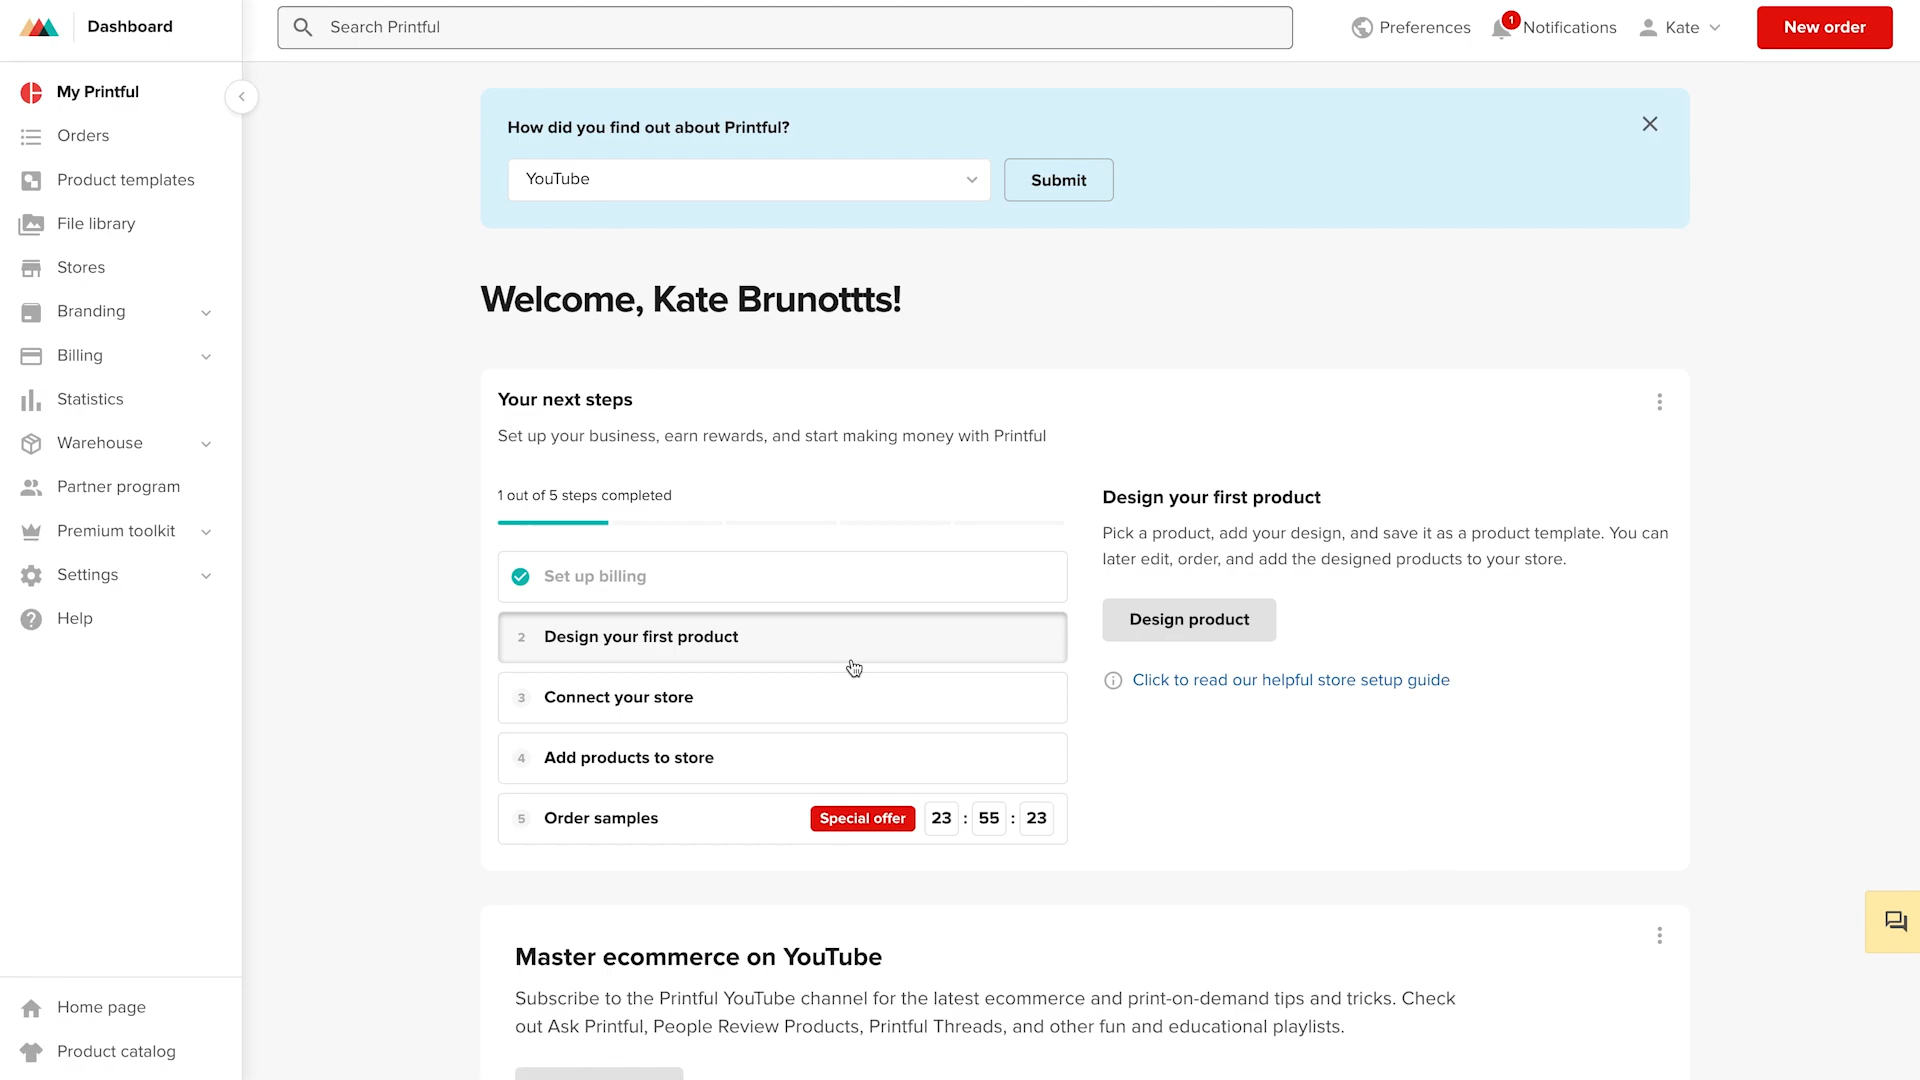 Dashboard
Search Printful
Preferences
1
Notifications
Kate
New order
My Printful
Orders
Product templates
File library
Stores
Branding
Billing
Statistics
Warehouse
Partner program
Premium toolkit
Settings
Help
Home page
Product catalog
How did you find out about Printful?
YouTube
Submit
Welcome, Kate Brunottts!
Your next steps
Set up your business, earn rewards, and start making money with Printful
1 out of 5 steps completed
Set up billing
2 Design your first product
3 Connect your store
4 Add products to store
5 Order samples Special offer 23 : 55 : 23
Design your first product
Pick a product, add your design, and save it as a product template. You can
later edit, order, and add the designed products to your store.
Design product
Click to read our helpful store setup guide
Master ecommerce on YouTube
Subscribe to the Printful YouTube channel for the latest ecommerce and print-on-demand tips and tricks. Check
out Ask Printful, People Review Products, Printful Threads, and other fun and educational playlists.